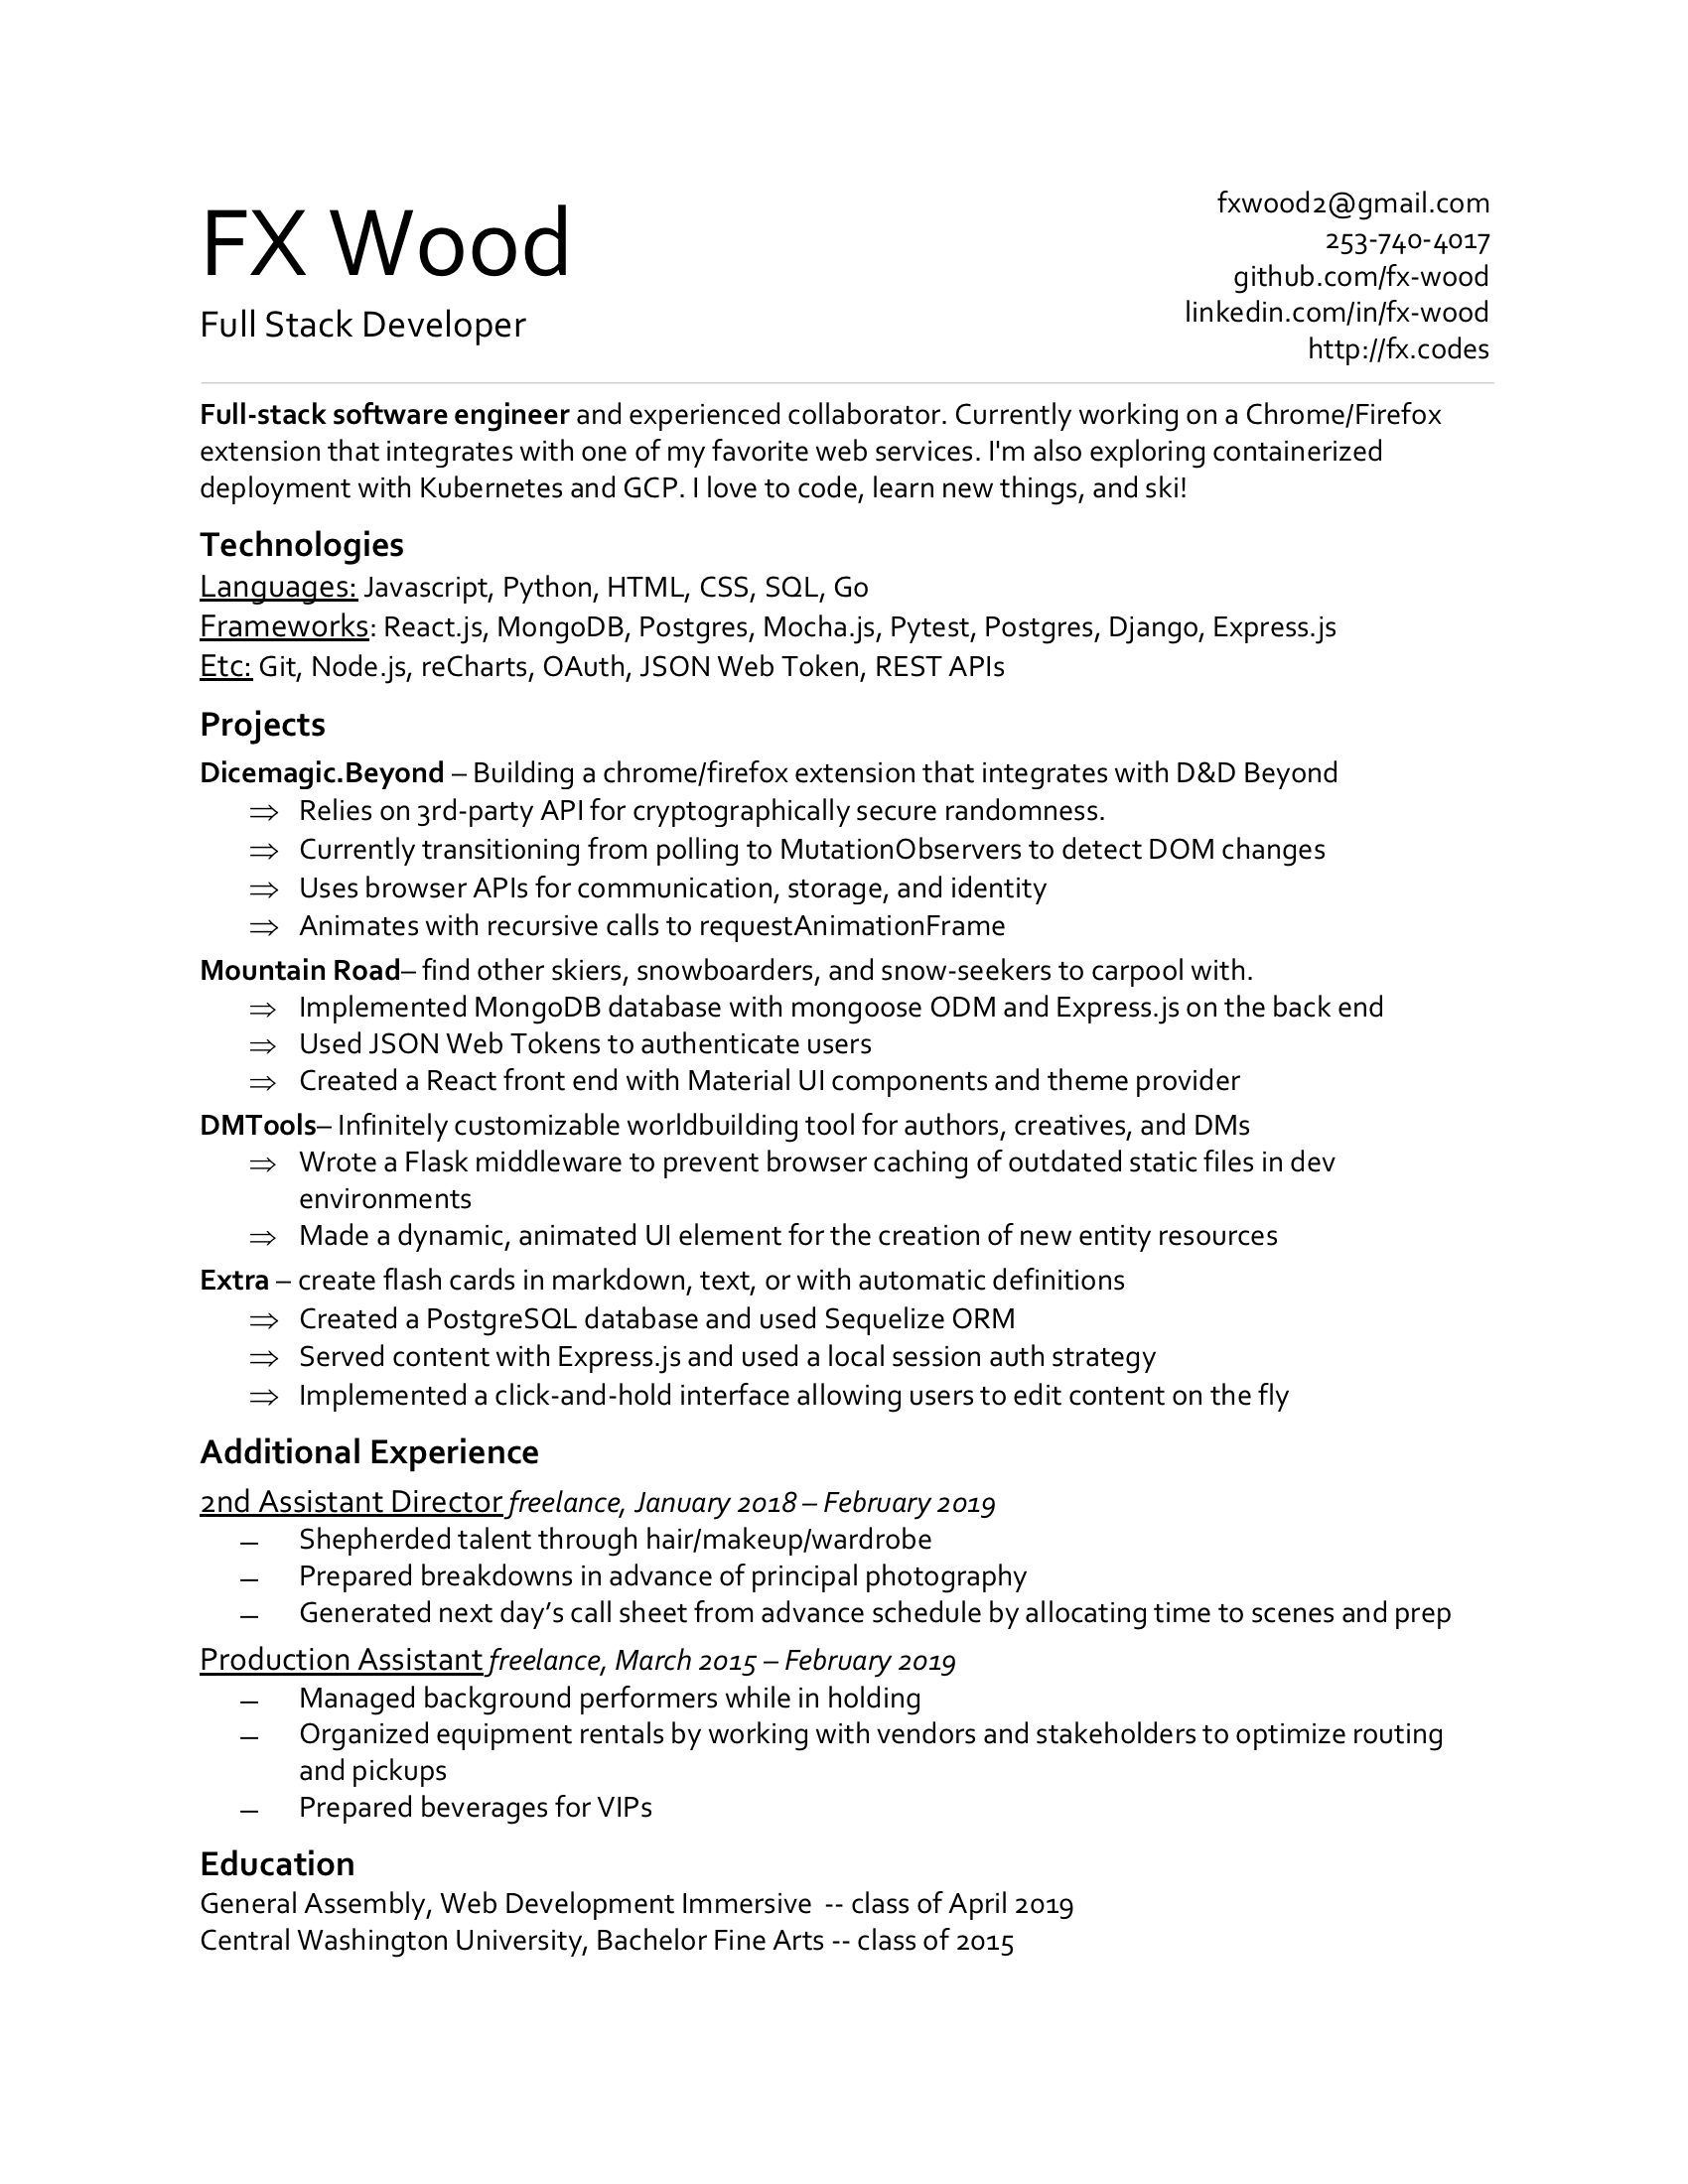 FX Wood
Full Stack Developer
fxwood2@gmail.com
253-740-4017
github.com/fx-wood
linkedin.com/in/fx-wood
http://fx.codes
Full-stack software engineer and experienced collaborator. Currently working on a Chrome/Firefox
extension that integrates with one of my favorite web services. I'm also exploring containerized
deployment with Kubernetes and GCP. I love to code, learn new things, and ski!
Technologies
Languages: Javascript, Python, HTML, CSS, SQL, Go
Frameworks: React.js, MongoDB, Postgres, Mocha.js, Pytest, Postgres, Django, Express.js
Etc: Git, Node.js, reCharts, OAuth, JSON Web Token, REST APIs
Projects
Dicemagic.Beyond – Building a chrome/firefox extension that integrates with D&D Beyond
⇒ Relies on 3rd-party API for cryptographically secure randomness.
⇒ Currently transitioning from polling to MutationObservers to detect DOM changes
⇒ Uses browser APIs for communication, storage, and identity
⇒ Animates with recursive calls to requestAnimationFrame
Mountain Road– find other skiers, snowboarders, and snow-seekers to carpool with.
⇒ Implemented MongoDB database with mongoose ODM and Express.js on the back end
⇒ Used JSON Web Tokens to authenticate users
⇒ Created a React front end with Material UI components and theme provider
DMTools– Infinitely customizable worldbuilding tool for authors, creatives, and DMs
⇒ Wrote a Flask middleware to prevent browser caching of outdated static files in dev
environments
⇒ Made a dynamic, animated UI element for the creation of new entity resources
Extra – create flash cards in markdown, text, or with automatic definitions
⇒ Created a PostgreSQL database and used Sequelize ORM
⇒ Served content with Express.js and used a local session auth strategy
⇒ Implemented a click-and-hold interface allowing users to edit content on the fly
Additional Experience
2nd Assistant Director freelance, January 2018 – February 2019
– Shepherded talent through hair/makeup/wardrobe
– Prepared breakdowns in advance of principal photography
– Generated next day’s call sheet from advance schedule by allocating time to scenes and prep
Production Assistant freelance, March 2015 – February 2019
– Managed background performers while in holding
– Organized equipment rentals by working with vendors and stakeholders to optimize routing
and pickups
– Prepared beverages for VIPs
Education
General Assembly, Web Development Immersive -- class of April 2019
Central Washington University, Bachelor Fine Arts -- class of 2015